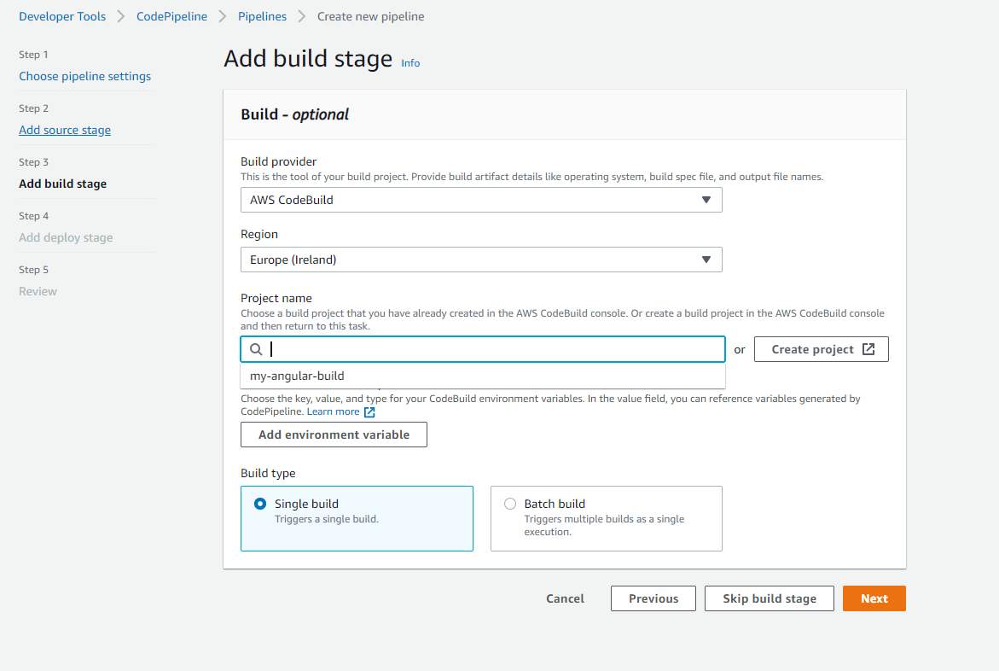 Developer Tools > CodePipeline > Pipelines > Create new pipeline
Step 1
Choose pipeline settings
Step 2
Add source stage
Step 3
Add build stage
Step 4
Add deploy stage
Step 5
Review
Add build stage Info
Build - optional
Build provider
This is the tool of your build project. Provide build artifact details like operating system, build spec file, and output file names.
AWS CodeBuild
Region
Europe (Ireland)
Project name
Choose a build project that you have already created in the AWS CodeBuild console. Or create a build project in the AWS CodeBuild console
and then return to this task.
or Create project
my-angular-build
Choose the key, value, and type for your CodeBuild environment variables. In the value field, you can reference variables generated by
CodePipeline. Learn more
Add environment variable
Build type
Single build
Triggers a single build.
Batch build
Triggers multiple builds as a single
execution.
Cancel Previous Skip build stage Next